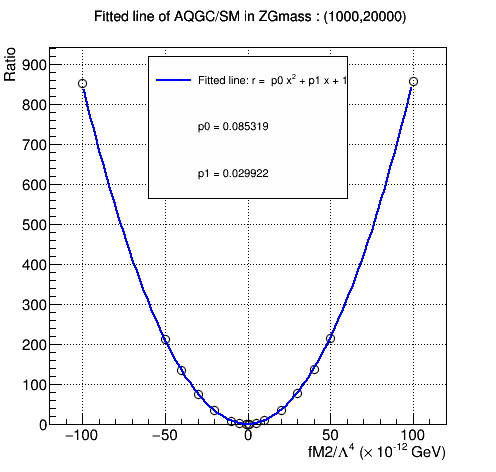 Fitted line of AQGC/SM in ZGmass : (1000,20000)
Ratio
900
800
700
600
500
400
300
200
100
0
Fitted line: r = p0 x² + p1 x + 1
p0 = 0.085319
p1 = 0.029922
−100 −50 0 50 100
fM2/Λ⁴ (× 10⁻¹² GeV)